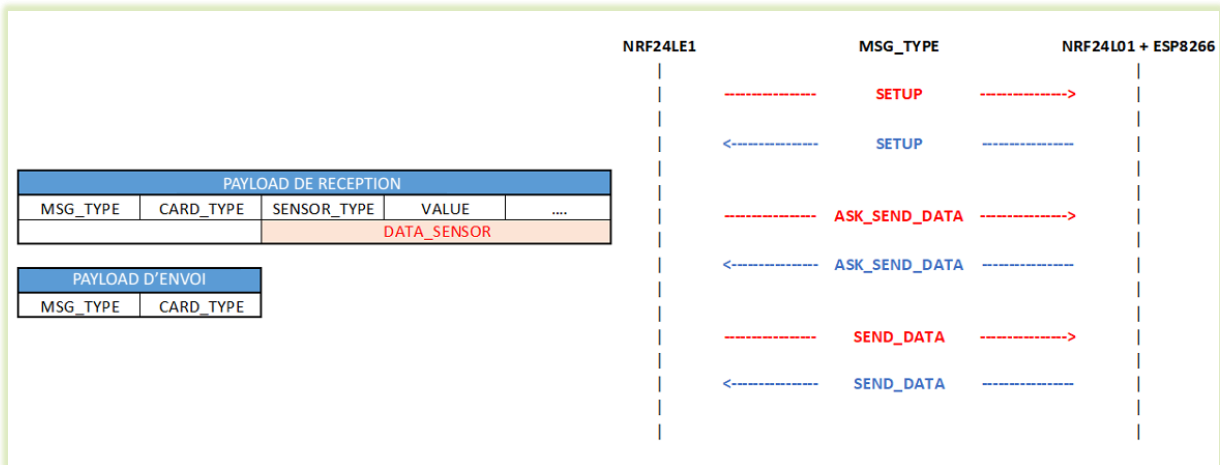 NRF24LE1 MSG_TYPE NRF24L01 + ESP8266
SETUP
SETUP
PAYLOAD DE RECEPTION
MSG_TYPE CARD_TYPE SENSOR_TYPE VALUE ....
DATA_SENSOR
PAYLOAD D'ENVOI
MSG_TYPE CARD_TYPE
ASK_SEND_DATA
ASK_SEND_DATA
SEND_DATA
SEND_DATA